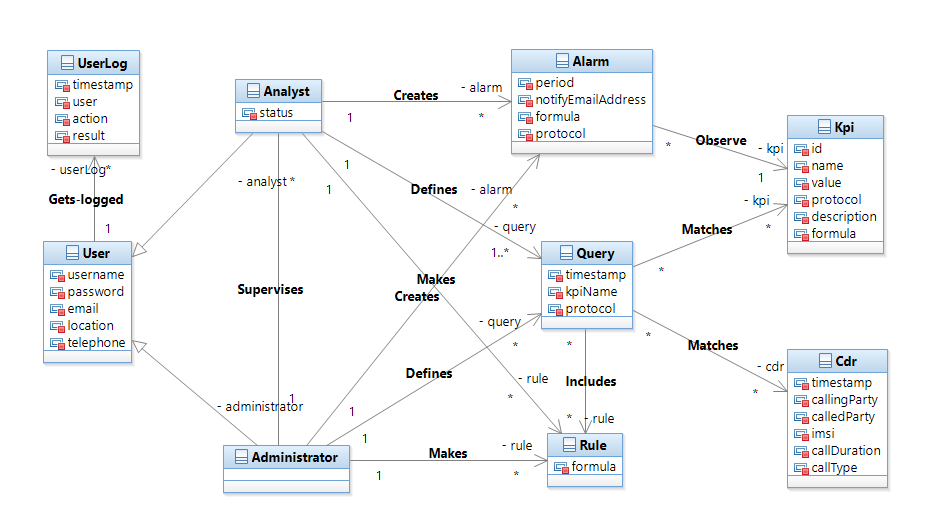 UserLog
timestamp
user
action
result
- userLog*
Gets-logged
1
User
username
password
email
location
telephone
Analyst
status
Creates
- alarm
1
*
Alarm
period
notifyEmailAddress
formula
protocol
Observe
*
- kpi
1
Kpi
id
name
value
protocol
description
formula
- analyst *
1
1
Defines
- query
1..*
- alarm
*
Makes
Creates
Supervises
Query
timestamp
kpiName
protocol
Matches
*
- kpi
*
Matches
*
- cdr
*
Cdr
timestamp
callingParty
calledParty
imsi
callDuration
callType
- query
*
Defines
1
1
- administrator
1
Administrator
Makes
1
- rule
*
- rule
*
Includes
*
* - rule
Rule
formula